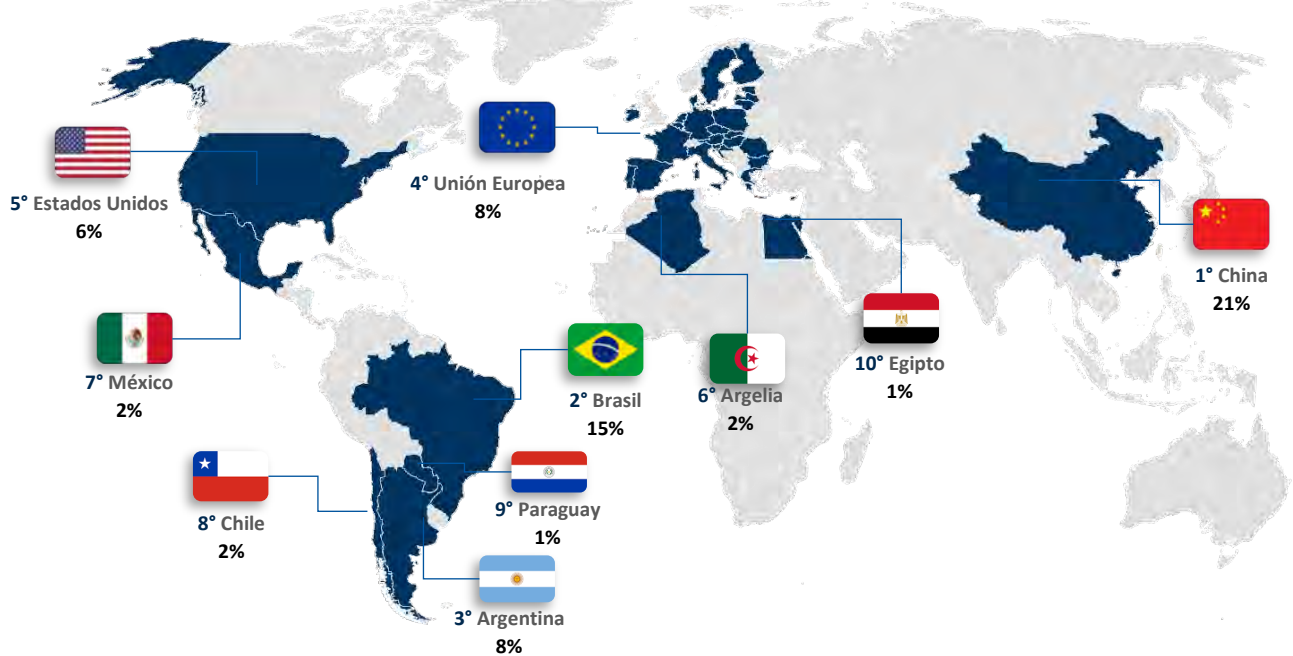 4° Unión Europea
8%
5° Estados Unidos
6%
1° China
21%
10° Egipto
1%
7° México
2%
2° Brasil
15%
6° Argelia
2%
9° Paraguay
1%
8° Chile
2%
3° Argentina
8%